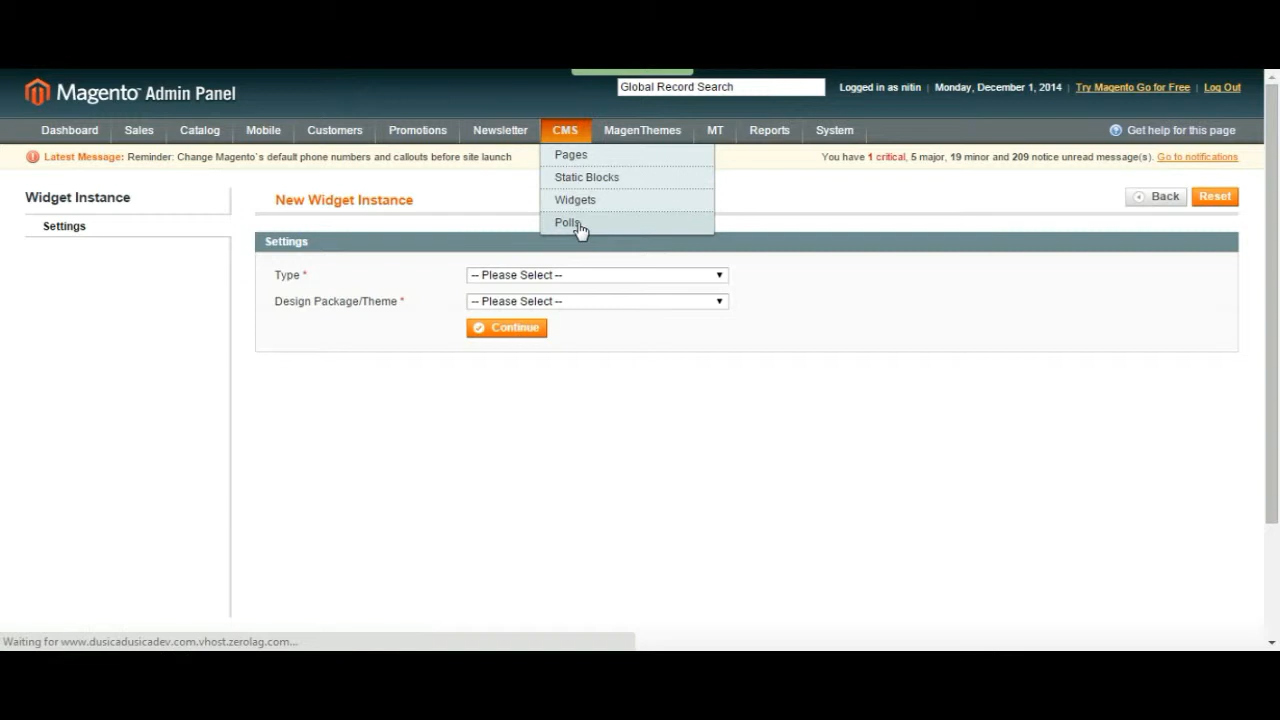 Magento Admin Panel
Global Record Search
Logged in as nitin | Monday, December 1, 2014 | Try Magento Go for Free | Log Out
Dashboard Sales Catalog Mobile Customers Promotions Newsletter CMS MagenThemes MT Reports System Get help for this page
Latest Message: Reminder: Change Magento`s default phone numbers and callouts before site launch
You have 1 critical, 5 major, 19 minor and 209 notice unread message(s). Go to notifications
Pages
Static Blocks
Widgets
Polls
Widget Instance
Settings
New Widget Instance
Back Reset
Settings
Type * -- Please Select --
Design Package/Theme * -- Please Select --
Continue
Waiting for www.dusicadusicadev.com.vhost.zerolag.com...